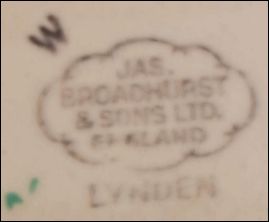 W
JAS.
BROADHURST
& SONS LTD.
ENGLAND
LYNDEN